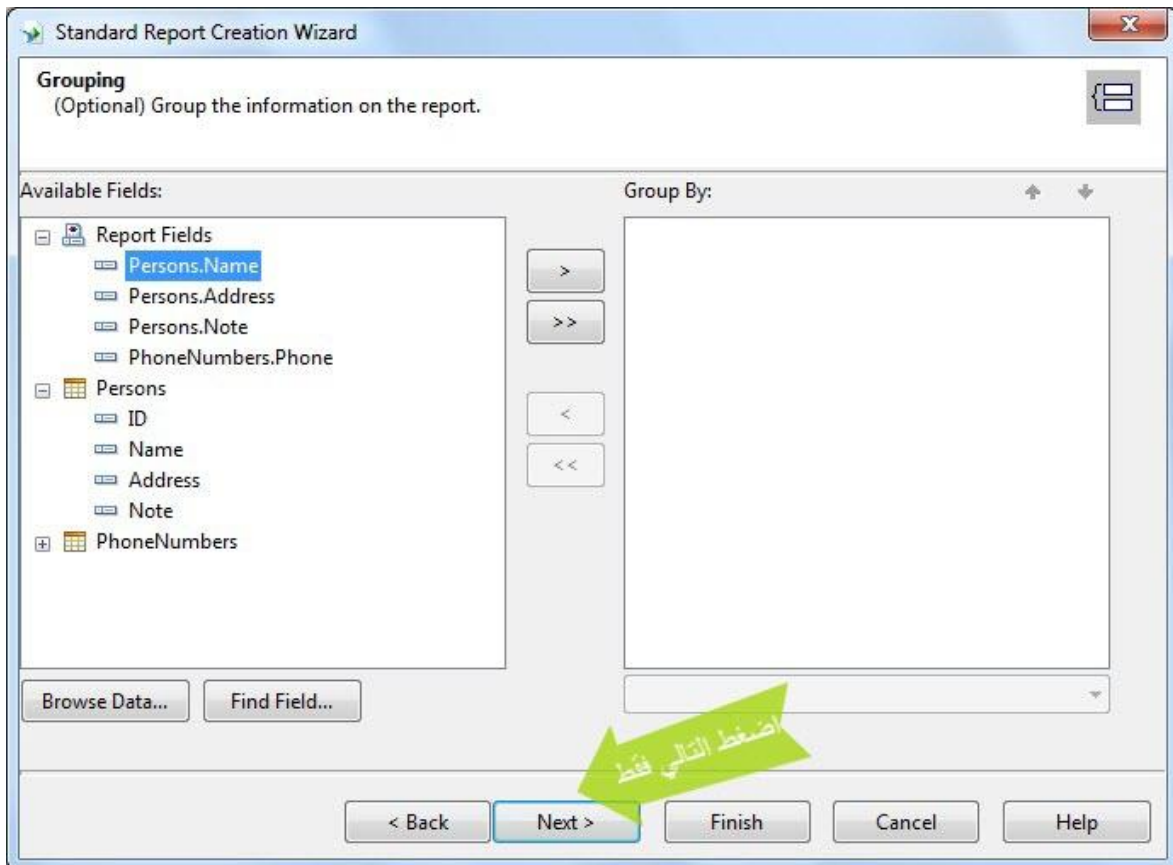 Standard Report Creation Wizard
Grouping
(Optional) Group the information on the report.
Available Fields:
Group By:
Report Fields
Persons.Name
Persons.Address
Persons.Note
PhoneNumbers.Phone
Persons
ID
Name
Address
Note
PhoneNumbers
>
>>
<
<<
Browse Data...
Find Field...
اضغط التالي فقط
< Back
Next >
Finish
Cancel
Help